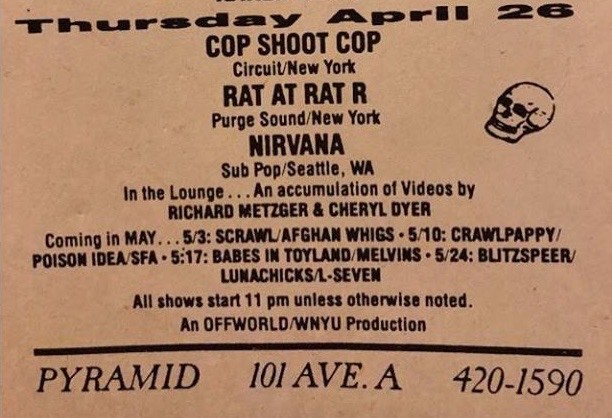 Thursday April 26
COP SHOOT COP
Circuit/New York
RAT AT RAT R
Purge Sound/New York
NIRVANA
Sub Pop/Seattle, WA
In the Lounge...An accumulation of Videos by
RICHARD METZGER & CHERYL DYER
Coming in MAY...5/3: SCRAWL/AFGHAN WHIGS • 5/10: CRAWLPAPPY/
POISON IDEA/SFA • 5:17: BABES IN TOYLAND/MELVINS • 5/24: BLITZSPEER/
LUNACHICKS/L-SEVEN
All shows start 11 pm unless otherwise noted.
An OFFWORLD/WNYU Production
PYRAMID 101 AVE. A 420-1590